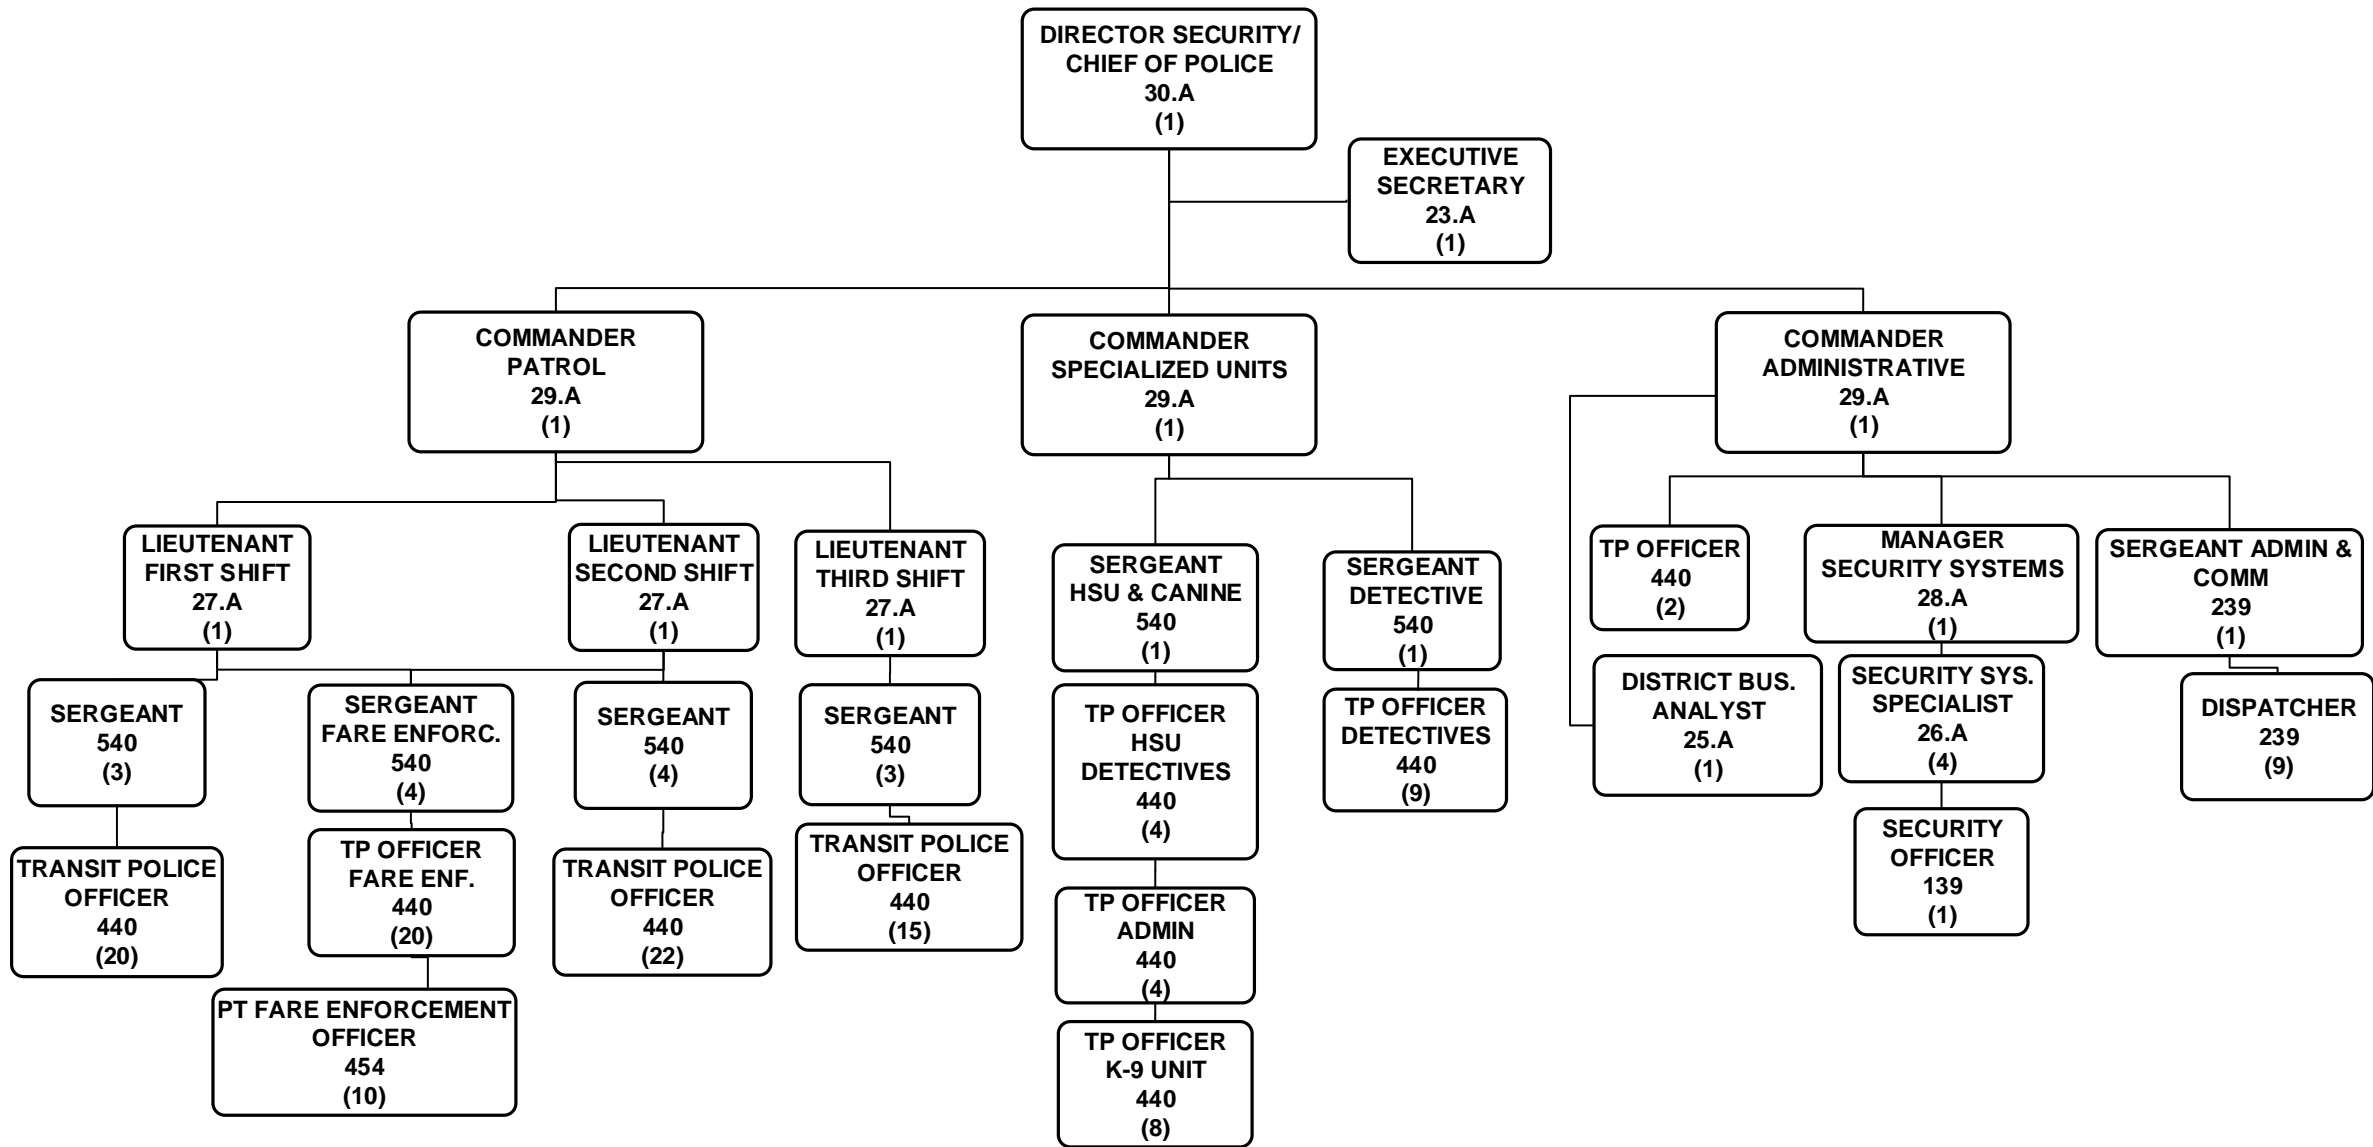 DIRECTOR SECURITY/
CHIEF OF POLICE
30.A
(1)
EXECUTIVE
SECRETARY
23.A
(1)
COMMANDER
PATROL
29.A
(1)
COMMANDER
SPECIALIZED UNITS
29.A
(1)
COMMANDER
ADMINISTRATIVE
29.A
(1)
LIEUTENANT
FIRST SHIFT
27.A
(1)
LIEUTENANT
SECOND SHIFT
27.A
(1)
LIEUTENANT
THIRD SHIFT
27.A
(1)
SERGEANT
HSU & CANINE
540
(1)
SERGEANT
DETECTIVE
540
(1)
TP OFFICER
440
(2)
MANAGER
SECURITY SYSTEMS
28.A
(1)
SERGEANT ADMIN &
COMM
239
(1)
SERGEANT
540
(3)
SERGEANT
FARE ENFORC.
540
(4)
SERGEANT
540
(4)
SERGEANT
540
(3)
TP OFFICER
HSU
DETECTIVES
440
(4)
TP OFFICER
DETECTIVES
440
(9)
DISTRICT BUS.
ANALYST
25.A
(1)
SECURITY SYS.
SPECIALIST
26.A
(4)
DISPATCHER
239
(9)
TRANSIT POLICE
OFFICER
440
(20)
TP OFFICER
FARE ENF.
440
(20)
TRANSIT POLICE
OFFICER
440
(22)
TRANSIT POLICE
OFFICER
440
(15)
TP OFFICER
ADMIN
440
(4)
SECURITY
OFFICER
139
(1)
PT FARE ENFORCEMENT
OFFICER
454
(10)
TP OFFICER
K-9 UNIT
440
(8)